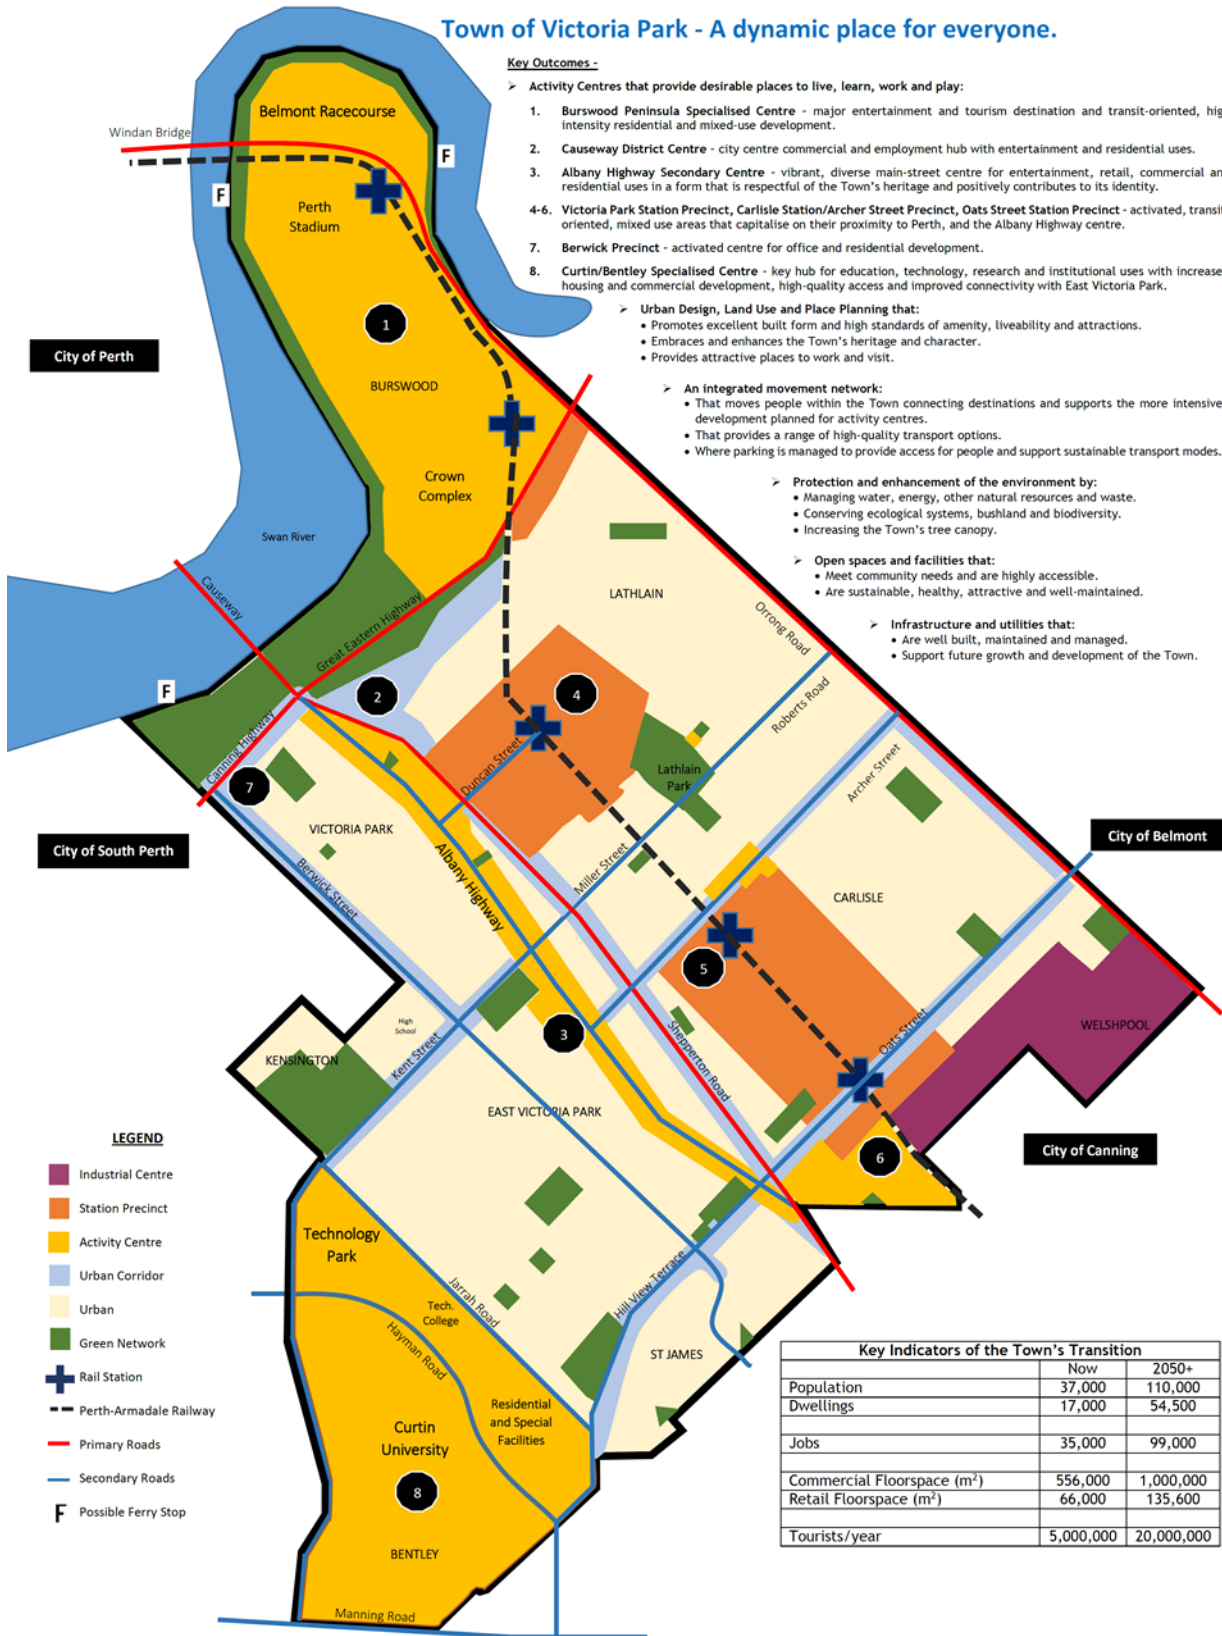 Town of Victoria Park - A dynamic place for everyone.
Key Outcomes -
➢ Activity Centres that provide desirable places to live, learn, work and play:
1. Burswood Peninsula Specialised Centre - major entertainment and tourism destination and transit-oriented, hig
intensity residential and mixed-use development.
2. Causeway District Centre - city centre commercial and employment hub with entertainment and residential uses.
3. Albany Highway Secondary Centre - vibrant, diverse main-street centre for entertainment, retail, commercial an
residential uses in a form that is respectful of the Town's heritage and positively contributes to its identity.
4-6. Victoria Park Station Precinct, Carlisle Station/Archer Street Precinct, Oats Street Station Precinct - activated, transit
oriented, mixed use areas that capitalise on their proximity to Perth, and the Albany Highway centre.
7. Berwick Precinct - activated centre for office and residential development.
8. Curtin/Bentley Specialised Centre - key hub for education, technology, research and institutional uses with increase
housing and commercial development, high-quality access and improved connectivity with East Victoria Park.
➢ Urban Design, Land Use and Place Planning that:
• Promotes excellent built form and high standards of amenity, liveability and attractions.
• Embraces and enhances the Town's heritage and character.
• Provides attractive places to work and visit.
➢ An integrated movement network:
• That moves people within the Town connecting destinations and supports the more intensive
development planned for activity centres.
• That provides a range of high-quality transport options.
• Where parking is managed to provide access for people and support sustainable transport modes.
➢ Protection and enhancement of the environment by:
• Managing water, energy, other natural resources and waste.
• Conserving ecological systems, bushland and biodiversity.
• Increasing the Town's tree canopy.
➢ Open spaces and facilities that:
• Meet community needs and are highly accessible.
• Are sustainable, healthy, attractive and well-maintained.
➢ Infrastructure and utilities that:
• Are well built, maintained and managed.
• Support future growth and development of the Town.
Belmont Racecourse
Windan Bridge
F
F
Perth
Stadium
1
City of Perth
BURSWOOD
Crown
Complex
Swan River
Causeway
Great Eastern Highway
LATHLAIN
Orrong Road
F
2
4
Roberts Road
Canning Highway
7
Duncan Street
Lathlain
Park
Archer Street
City of South Perth
VICTORIA PARK
City of Belmont
Albany Highway
Miller Street
Berwick Street
CARLISLE
5
High
School
3
Shepperton Road
Oats Street
WELSHPOOL
KENSINGTON
Kent Street
EAST VICTORIA PARK
6
City of Canning
Technology
Park
Jarrah Road
Hill View Terrace
Tech.
College
Hayman Road
ST JAMES
Residential
and Special
Facilities
Curtin
University
8
BENTLEY
Manning Road
LEGEND
Industrial Centre
Station Precinct
Activity Centre
Urban Corridor
Urban
Green Network
Rail Station
Perth-Armadale Railway
Primary Roads
Secondary Roads
F Possible Ferry Stop
Key Indicators of the Town's Transition
Now 2050+
Population 37,000 110,000
Dwellings 17,000 54,500
Jobs 35,000 99,000
Commercial Floorspace (m²) 556,000 1,000,000
Retail Floorspace (m²) 66,000 135,600
Tourists/year 5,000,000 20,000,000